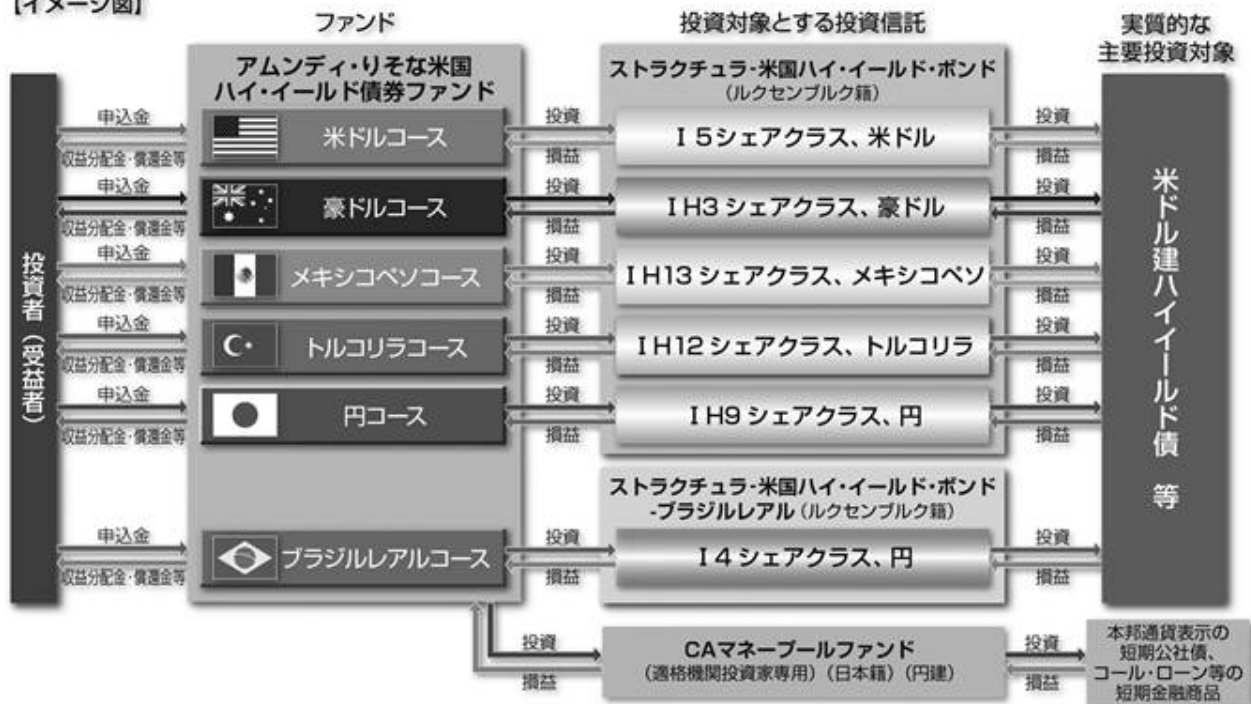 【イメージ図】
ファンド
投資対象とする投資信託
実質的な
主要投資対象
投資者（受益者）
アムンディ・りそな米国
ハイ・イールド債券ファンド
ストラクチュラ-米国ハイ・イールド・ボンド
（ルクセンブルク籍）
申込金
収益分配金・償還金等
米ドルコース
投資
損益
I 5シェアクラス、米ドル
投資
損益
申込金
収益分配金・償還金等
豪ドルコース
投資
損益
I H3 シェアクラス、豪ドル
投資
損益
申込金
収益分配金・償還金等
メキシコペソコース
投資
損益
I H13 シェアクラス、メキシコペソ
投資
損益
申込金
収益分配金・償還金等
トルコリラコース
投資
損益
I H12 シェアクラス、トルコリラ
投資
損益
申込金
収益分配金・償還金等
円コース
投資
損益
I H9 シェアクラス、円
投資
損益
ストラクチュラ-米国ハイ・イールド・ボンド
-ブラジルレアル（ルクセンブルク籍）
申込金
収益分配金・償還金等
ブラジルレアルコース
投資
損益
I 4 シェアクラス、円
投資
損益
米ドル建ハイイールド債 等
投資
損益
CAマネープールファンド
（適格機関投資家専用）（日本籍）（円建）
投資
損益
本邦通貨表示の
短期公社債、
コール・ローン等の
短期金融商品